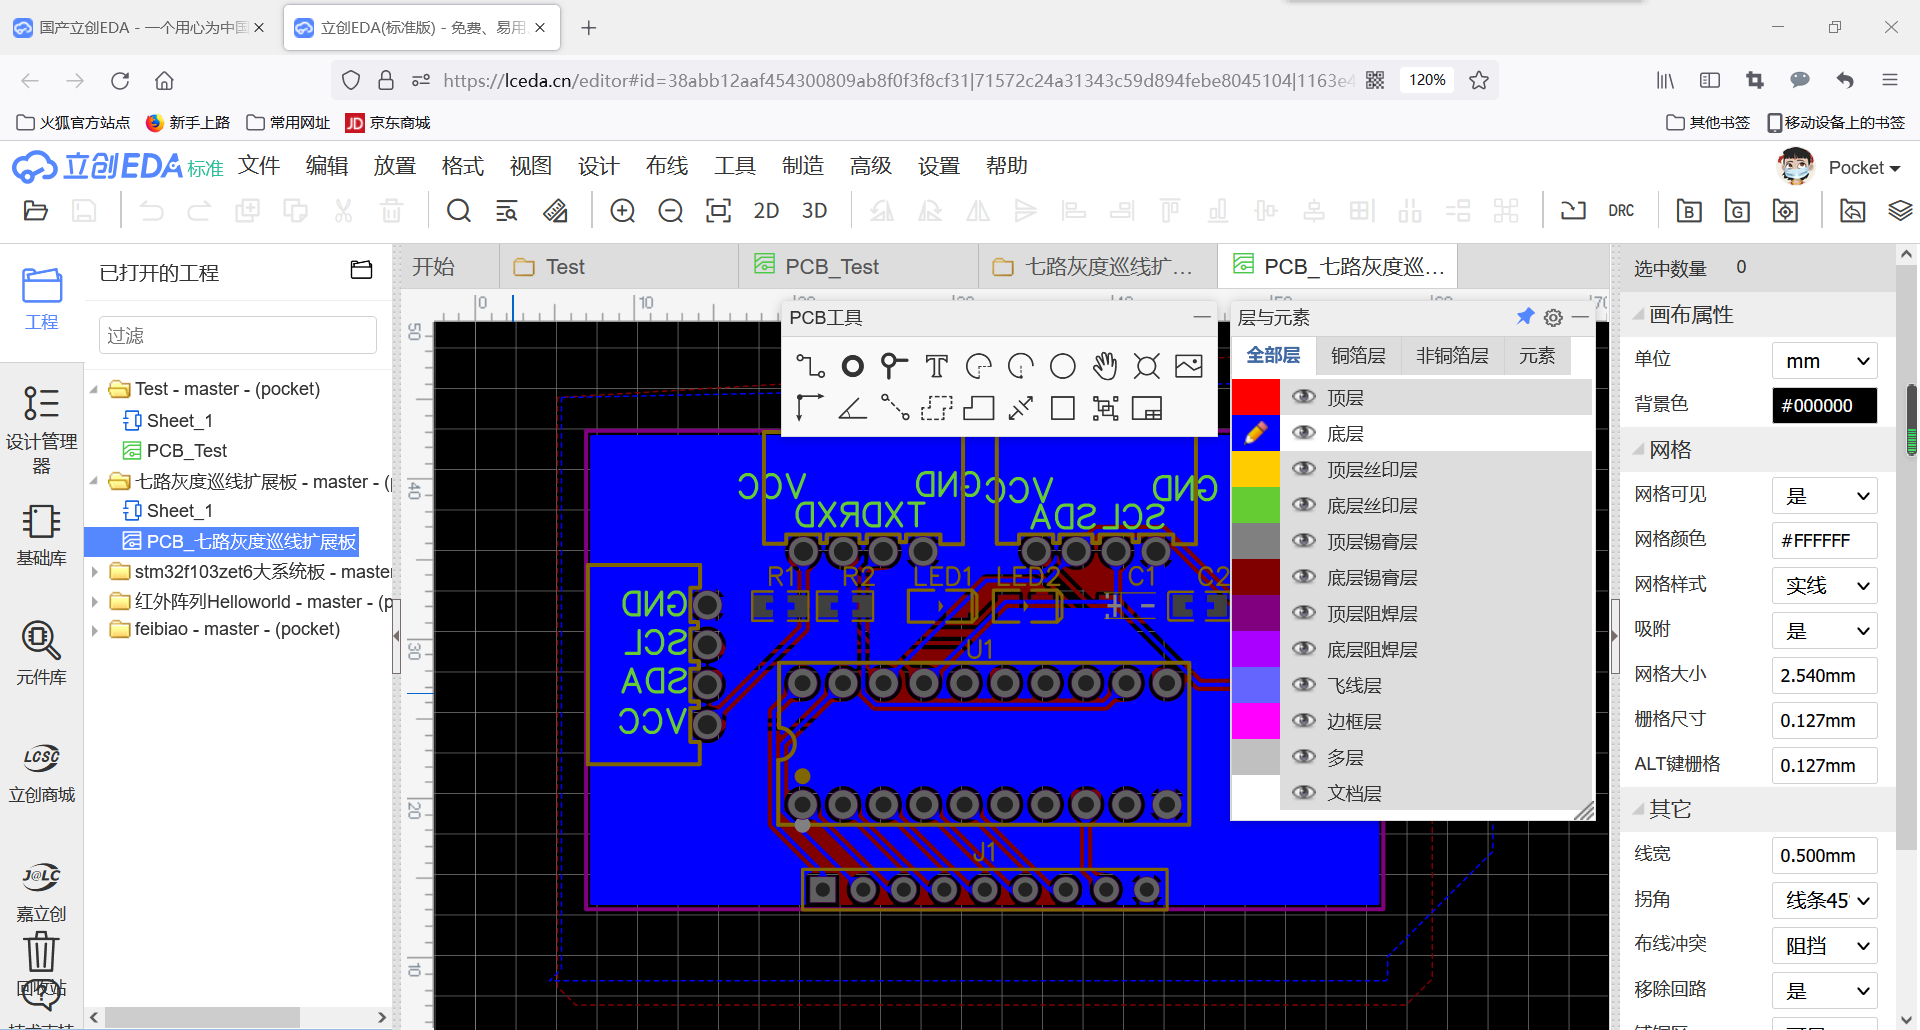 国产立创EDA - 一个用心为中国
立创EDA(标准版) - 免费、易用
https://lceda.cn/editor#id=38abb12aaf454300809ab8f0f3f8cf31|71572c24a31343c59d894febe8045104|1163e4
120%
火狐官方站点
新手上路
常用网址
JD 京东商城
其他书签
移动设备上的书签
立创EDA 标准
文件 编辑 放置 格式 视图 设计 布线 工具 制造 高级 设置 帮助
Pocket
2D 3D
DRC
B G
工程
设计管理器
基础库
元件库
LCSC
立创商城
J@LC
嘉立创
回收站
已打开的工程
过滤
Test - master - (pocket)
Sheet_1
PCB_Test
七路灰度巡线扩展板 - master - (
Sheet_1
PCB_七路灰度巡线扩展板
stm32f103zet6大系统板 - master
红外阵列Helloworld - master - (p
feibiao - master - (pocket)
开始
Test
PCB_Test
七路灰度巡线扩...
PCB_七路灰度巡...
0 10
50
40
30
20
10
PCB工具
VCC GND
TXDRXD
VCC GND
SCLSDA
R1 R2 LED1 LED2 C1 C2
GND
SCL
SDA
VCC
U1
J1
层与元素
全部层 铜箔层 非铜箔层 元素
顶层
底层
顶层丝印层
底层丝印层
顶层锡膏层
底层锡膏层
顶层阻焊层
底层阻焊层
飞线层
边框层
多层
文档层
选中数量 0
画布属性
单位 mm
背景色 #000000
网格
网格可见 是
网格颜色 #FFFFFF
网格样式 实线
吸附 是
网格大小 2.540mm
栅格尺寸 0.127mm
ALT键栅格 0.127mm
其它
线宽 0.500mm
拐角 线条45°
布线冲突 阻挡
移除回路 是